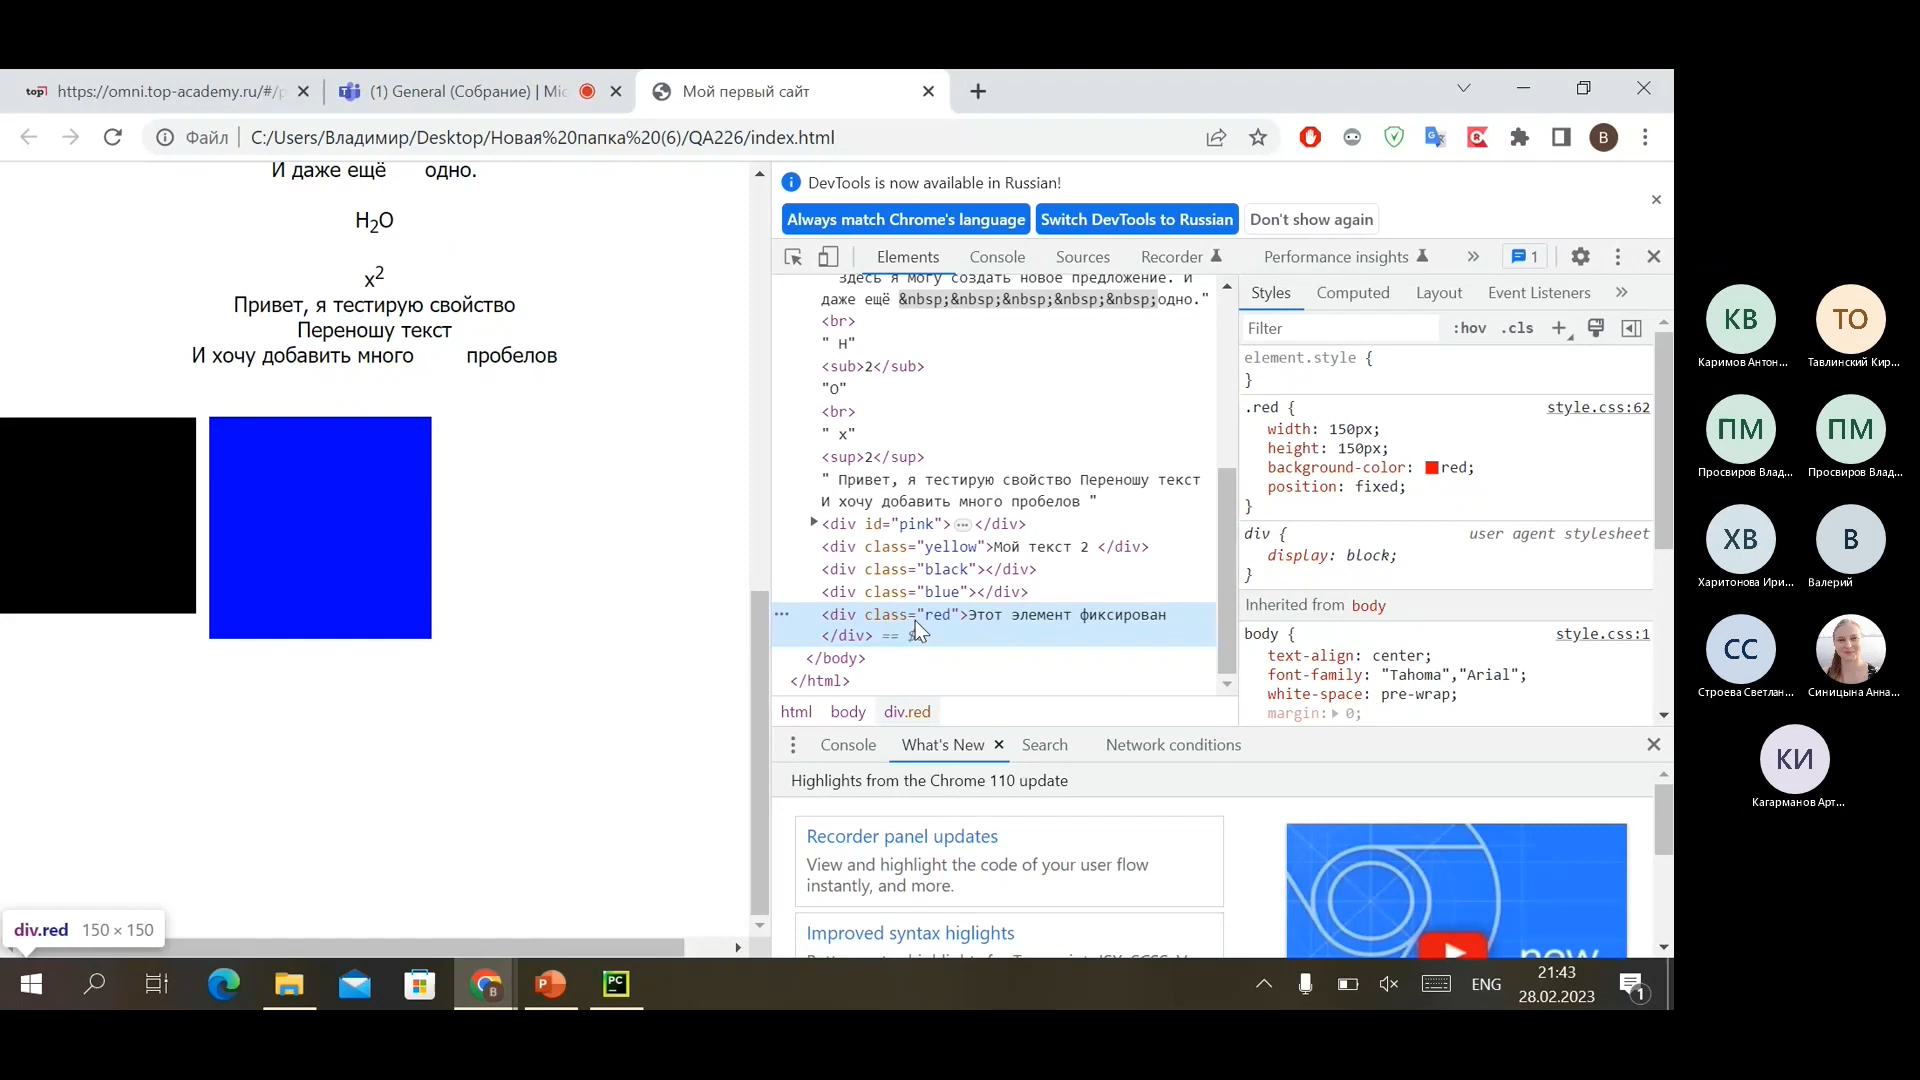 top https://omni.top-academy.ru/#/p
(1) General (Собрание) | Mic
Мой первый сайт
Файл | C:/Users/Владимир/Desktop/Новая%20папка%20(6)/QA226/index.html
B
И даже ещё одно.
H2O
x2
Привет, я тестирую свойство
Переношу текст
И хочу добавить много пробелов
div.red 150 × 150
DevTools is now available in Russian!
Always match Chrome's language
Switch DevTools to Russian
Don't show again
Elements Console Sources Recorder Performance insights 1
Здесь я могу создать новое предложение. И
даже ещё &nbsp;&nbsp;&nbsp;&nbsp;&nbsp;одно."
<br>
" H"
<sub>2</sub>
"O"
<br>
" x"
<sup>2</sup>
" Привет, я тестирую свойство Переношу текст
И хочу добавить много пробелов "
<div id="pink"> </div>
<div class="yellow">Мой текст 2 </div>
<div class="black"></div>
<div class="blue"></div>
<div class="red">Этот элемент фиксирован
</div> ==
</body>
</html>
html body div.red
Styles Computed Layout Event Listeners
Filter :hov .cls
element.style {
}
.red { style.css:62
width: 150px;
height: 150px;
background-color: red;
position: fixed;
}
div { user agent stylesheet
display: block;
}
Inherited from body
body { style.css:1
text-align: center;
font-family: "Tahoma","Arial";
white-space: pre-wrap;
margin: 0;
Console What's New Search Network conditions
Highlights from the Chrome 110 update
Recorder panel updates
View and highlight the code of your user flow
instantly, and more.
Improved syntax higlights
new
PC
ENG
21:43
28.02.2023
1
КВ
Каримов Антон...
ТО
Тавлинский Кир...
ПМ
Просвиров Влад...
ПМ
Просвиров Влад...
ХВ
Харитонова Ири...
В
Валерий
СС
Строева Светлан...
Синицына Анна...
КИ
Кагарманов Арт...